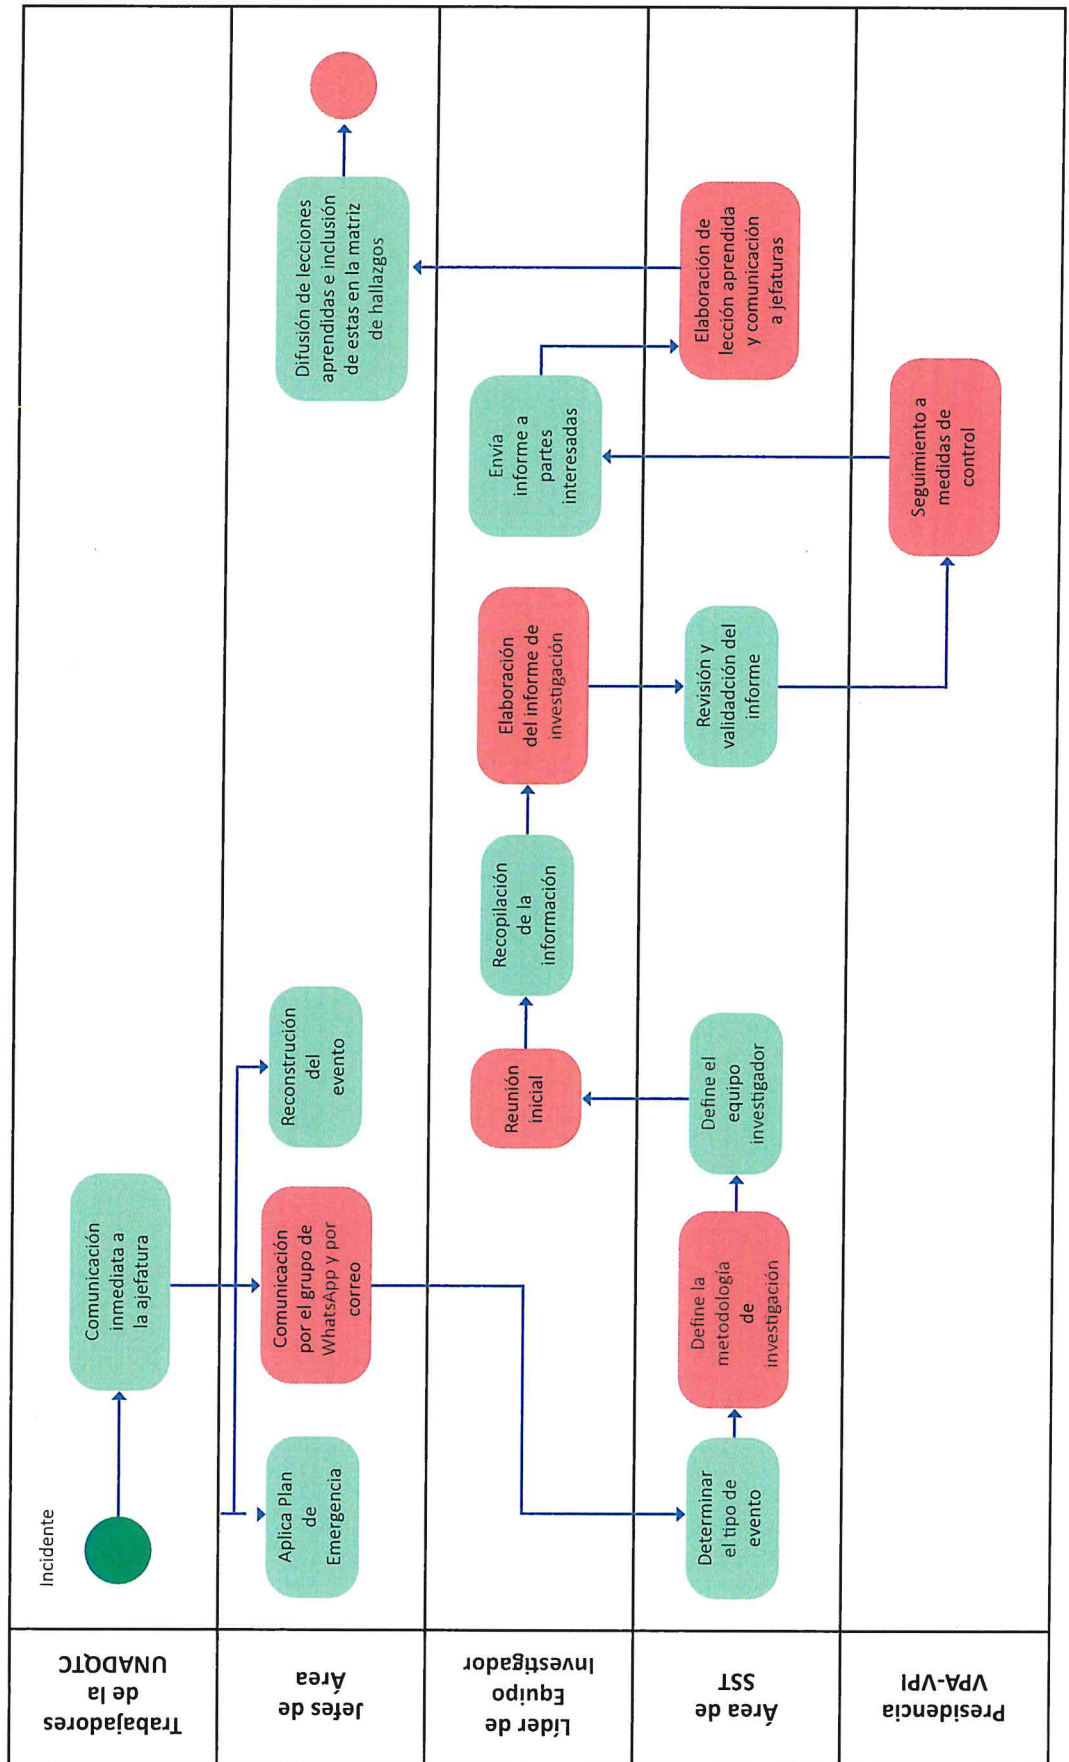 Trabajadores
de la
UNADQTC
Incidente
Comunicación
inmediata a
la ajefatura
Jefes de
Área
Aplica Plan
de
Emergencia
Comunicación
por el grupo de
WhatsApp y por
correo
Reconstrución
del
evento
Difusión de lecciones
aprendidas e inclusión
de estas en la matriz
de hallazgos
Líder de
Equipo
Investigador
Reunión
inicial
Recopilación
de la
información
Elaboración
del informe de
investigación
Envía
informe a
partes
interesadas
Área de
SST
Determinar
el tipo de
evento
Define la
metodología
de
investigación
Define el
equipo
investigador
Revisión y
validadción del
informe
Elaboración de
lección aprendida
y comunicación
a jefaturas
Presidencia
VPA-VPI
Seguimiento a
medidas de
control